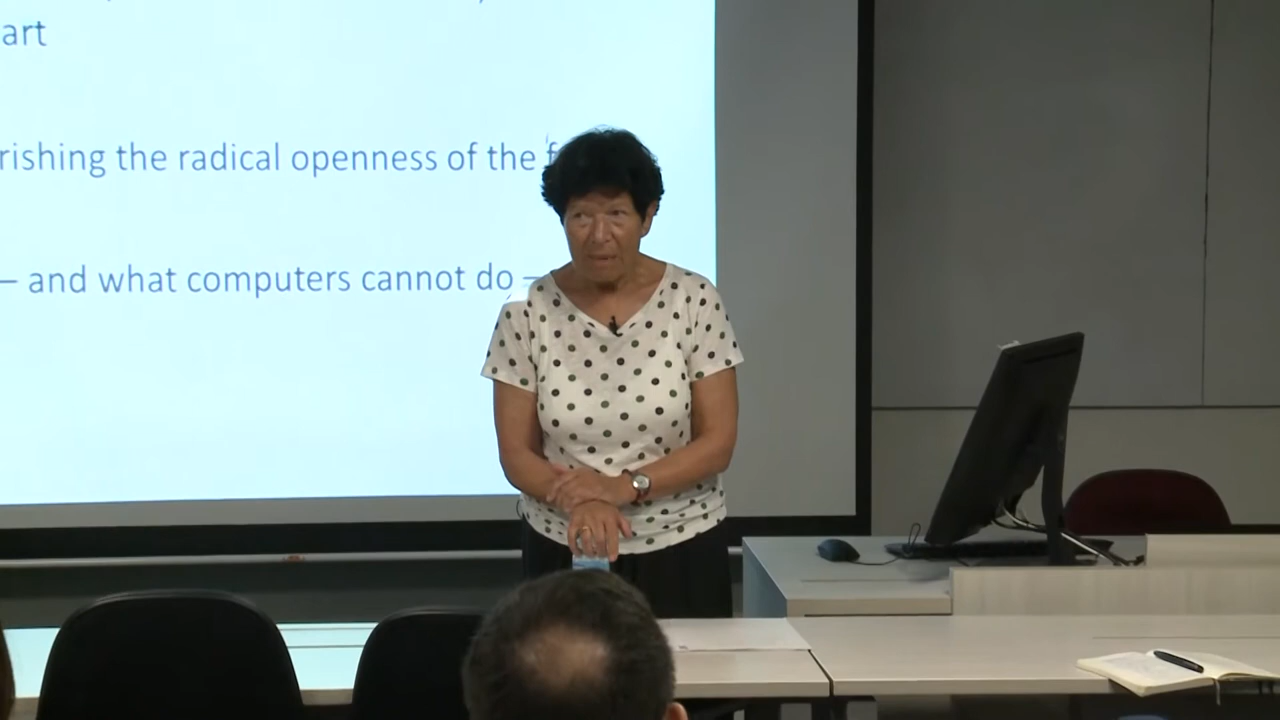 art
rishing the radical openness of the
– and what computers cannot do –